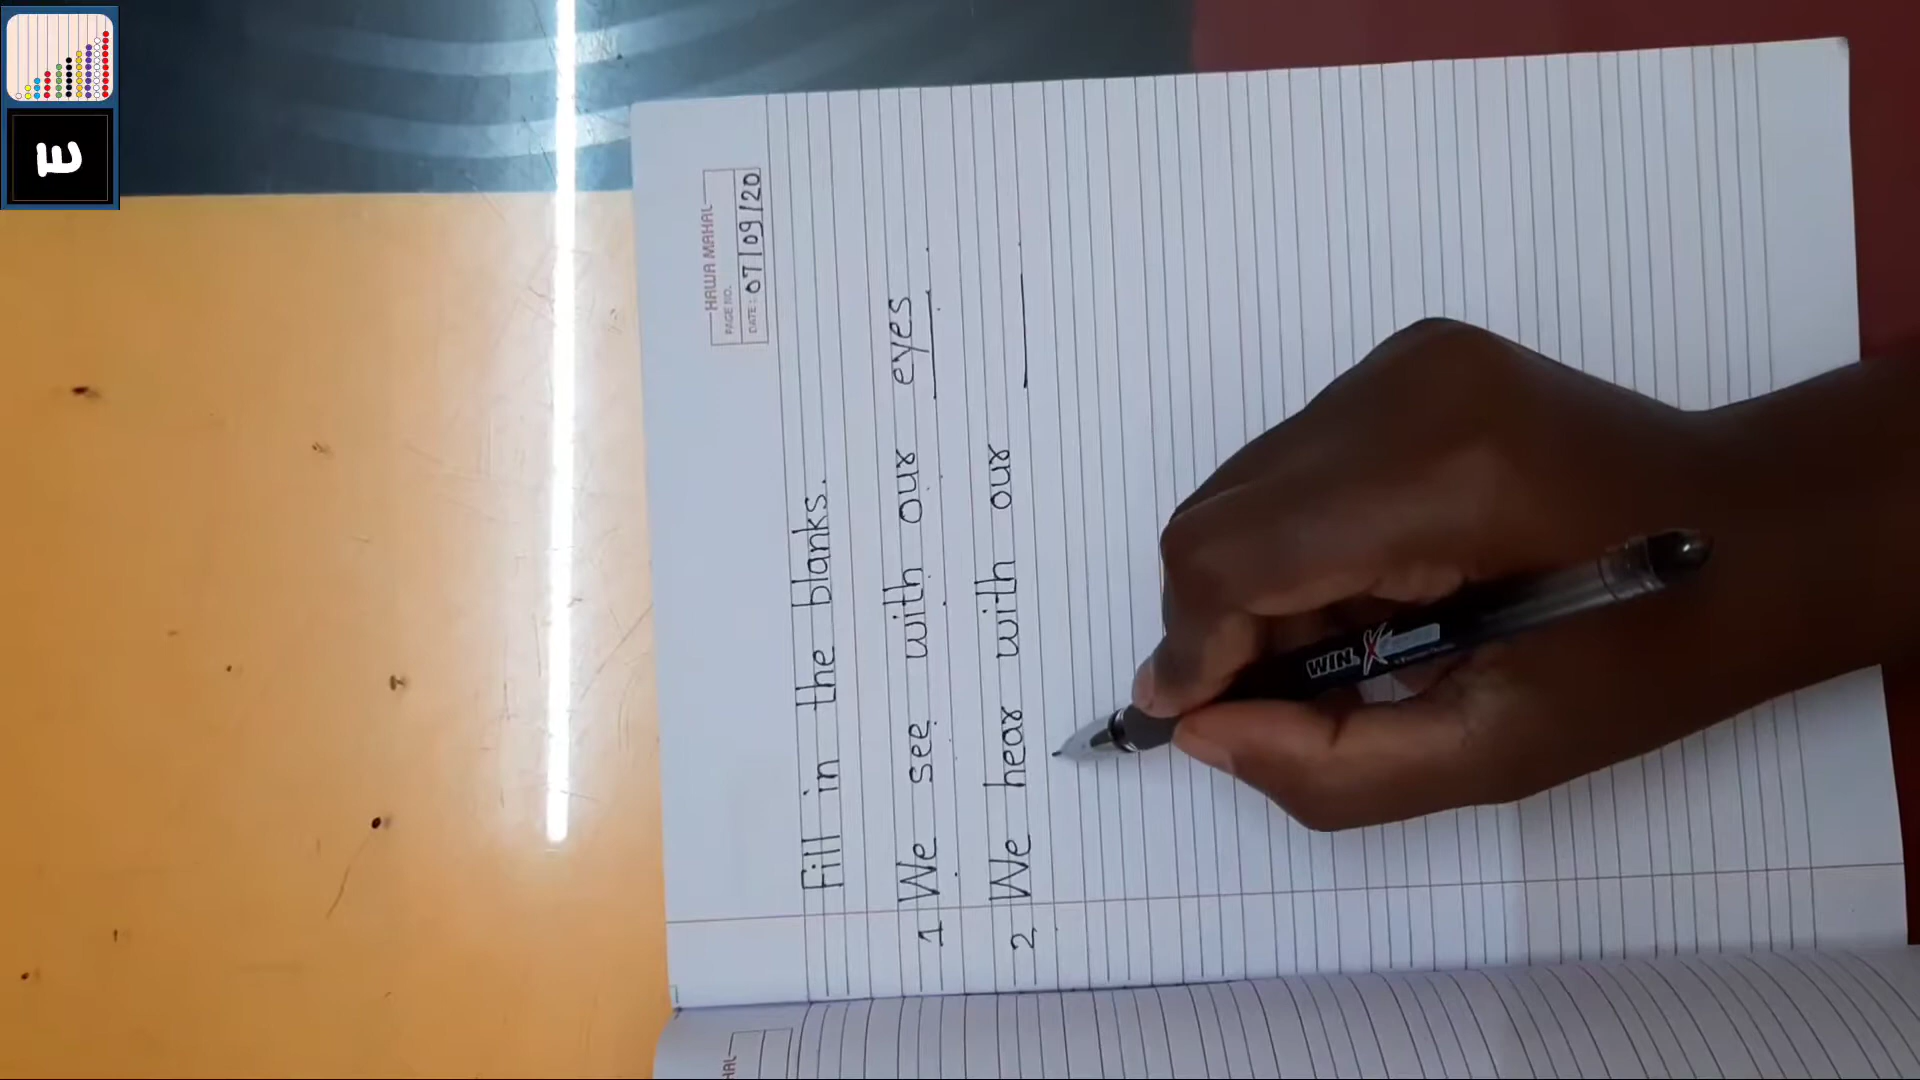 HAWA MAHAL
PAGE NO.
DATE: 07/09/20
Fill in the blanks.
1 We see with our eyes.
2 We hear with our ______.
WIN X
E